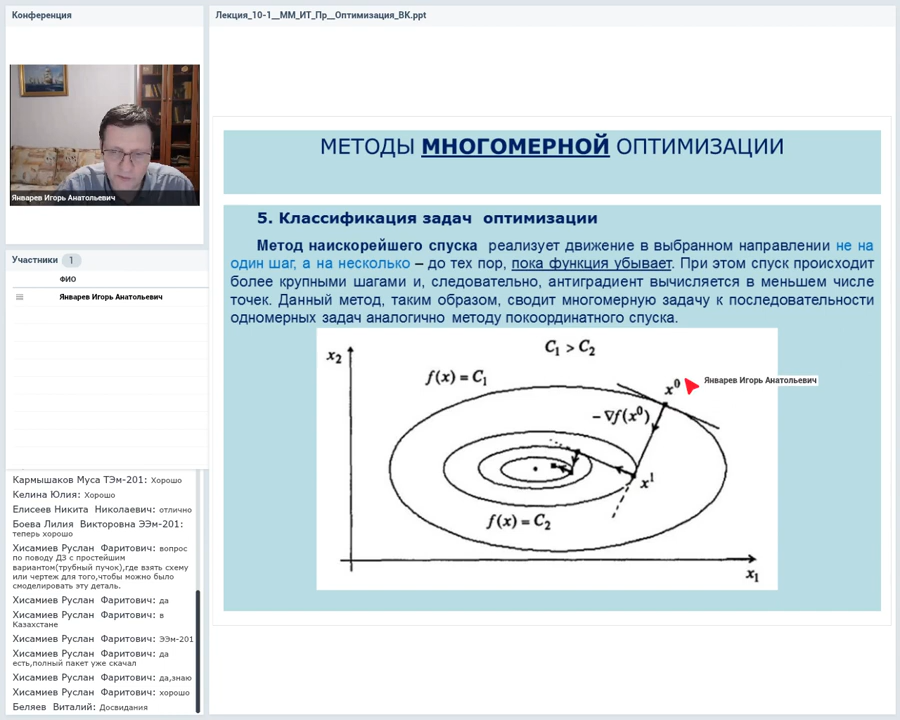 Конференция
Январев Игорь Анатольевич
Участники 1
ФИО
Январев Игорь Анатольевич
Кармышаков Муса ТЭм-201: Хорошо
Келина Юлия: Хорошо
Елисеев Никита Николаевич: отлично
Боева Лилия Викторовна ЭЭм-201:
теперь хорошо
Хисамиев Руслан Фаритович: вопрос
по поводу ДЗ с простейшим
вариантом(трубный пучок),где взять схему
или чертеж для того,чтобы можно было
смоделировать эту деталь.
Хисамиев Руслан Фаритович: да
Хисамиев Руслан Фаритович: в
Казахстане
Хисамиев Руслан Фаритович: ЭЭм-201
Хисамиев Руслан Фаритович: да
есть,полный пакет уже скачал
Хисамиев Руслан Фаритович: да,знаю
Хисамиев Руслан Фаритович: хорошо
Беляев Виталий: Досвидания
Лекция_10-1__ММ_ИТ_Пр__Оптимизация_ВК.ppt
МЕТОДЫ МНОГОМЕРНОЙ ОПТИМИЗАЦИИ
5. Классификация задач оптимизации
Метод наискорейшего спуска реализует движение в выбранном направлении не на
один шаг, а на несколько – до тех пор, пока функция убывает. При этом спуск происходит
более крупными шагами и, следовательно, антиградиент вычисляется в меньшем числе
точек. Данный метод, таким образом, сводит многомерную задачу к последовательности
одномерных задач аналогично методу покоординатного спуска.
x₂
C₁ > C₂
f(x) = C₁
x⁰
Январев Игорь Анатольевич
−∇f(x⁰)
x¹
f(x) = C₂
x₁